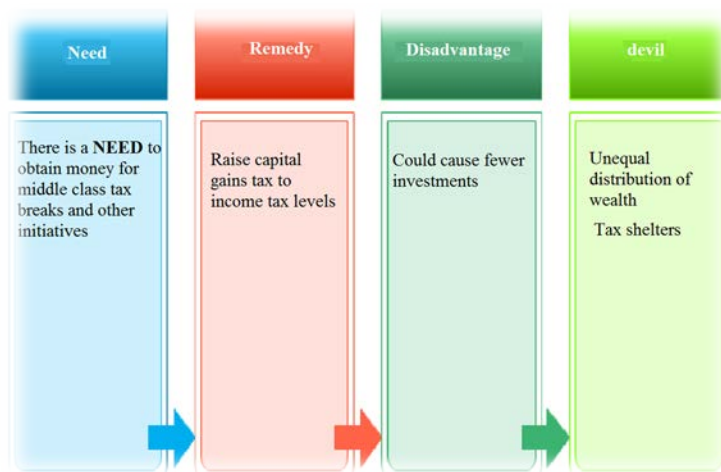 Need
Remedy
Disadvantage
devil
There is a NEED to
obtain money for
middle class tax
breaks and other
initiatives
Raise capital
gains tax to
income tax levels
Could cause fewer
investments
Unequal
distribution of
wealth
Tax shelters